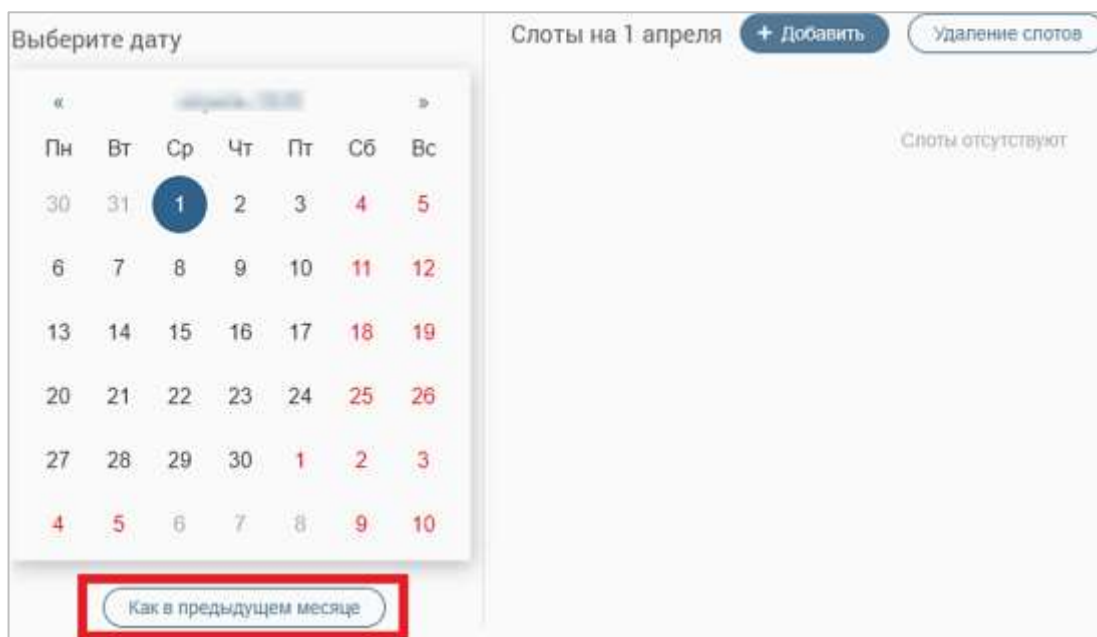 Выберите дату
« »
Пн Вт Ср Чт Пт Сб Вс
30 31 1 2 3 4 5
6 7 8 9 10 11 12
13 14 15 16 17 18 19
20 21 22 23 24 25 26
27 28 29 30 1 2 3
4 5 6 7 8 9 10
Как в предыдущем месяце
Слоты на 1 апреля + Добавить Удаление слотов
Слоты отсутствуют